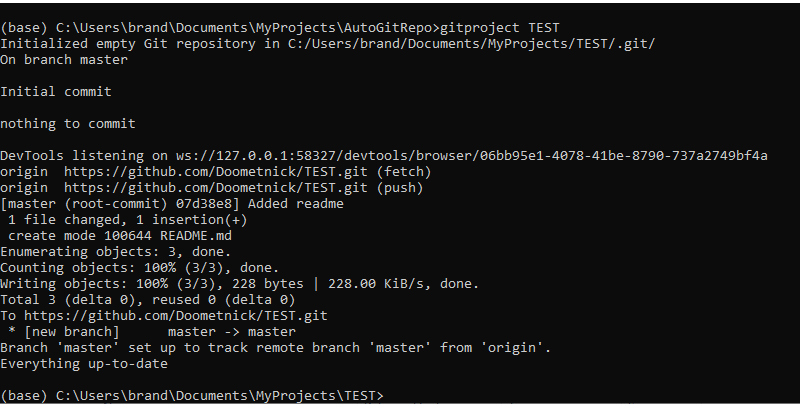 (base) C:\Users\brand\Documents\MyProjects\AutoGitRepo>gitproject TEST
Initialized empty Git repository in C:/Users/brand/Documents/MyProjects/TEST/.git/
On branch master
Initial commit
nothing to commit
DevTools listening on ws://127.0.0.1:58327/devtools/browser/06bb95e1-4078-41be-8790-737a2749bf4a
origin  https://github.com/Doometnick/TEST.git (fetch)
origin  https://github.com/Doometnick/TEST.git (push)
[master (root-commit) 07d38e8] Added readme
 1 file changed, 1 insertion(+)
 create mode 100644 README.md
Enumerating objects: 3, done.
Counting objects: 100% (3/3), done.
Writing objects: 100% (3/3), 228 bytes | 228.00 KiB/s, done.
Total 3 (delta 0), reused 0 (delta 0)
To https://github.com/Doometnick/TEST.git
 * [new branch]      master -> master
Branch 'master' set up to track remote branch 'master' from 'origin'.
Everything up-to-date
(base) C:\Users\brand\Documents\MyProjects\TEST>